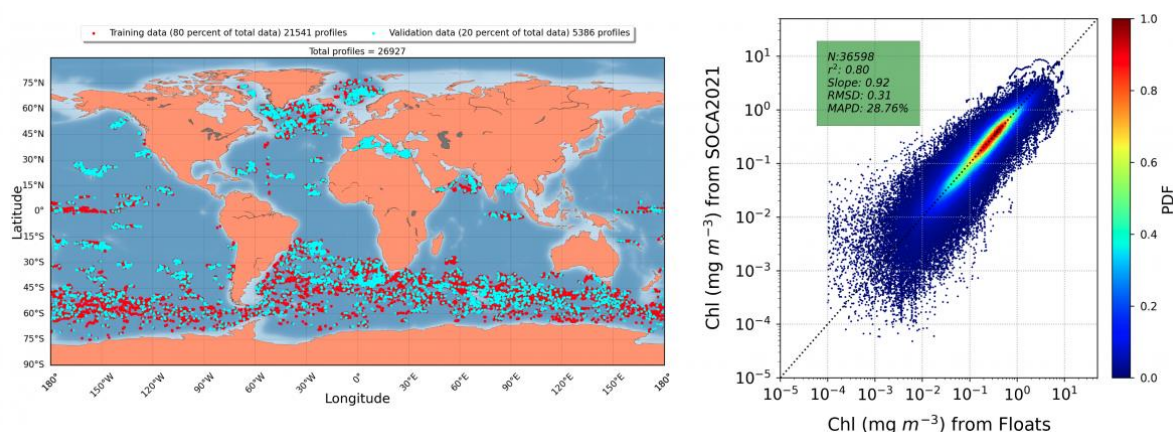 Training data (80 percent of total data) 21541 profiles
Validation data (20 percent of total data) 5386 profiles
Total profiles = 26927
75°N
60°N
45°N
30°N
15°N
0°
15°S
30°S
45°S
60°S
75°S
90°S
Latitude
180°
150°W
120°W
90°W
60°W
30°W
0°
30°E
60°E
90°E
120°E
150°E
180°
Longitude
N:36598
r²: 0.80
Slope: 0.92
RMSD: 0.31
MAPD: 28.76%
Chl (mg m⁻³) from SOCA2021
10¹
10⁰
10⁻¹
10⁻²
10⁻³
10⁻⁴
10⁻⁵
10⁻⁵
10⁻⁴
10⁻³
10⁻²
10⁻¹
10⁰
10¹
Chl (mg m⁻³) from Floats
1.0
0.8
0.6
0.4
0.2
0.0
PDF